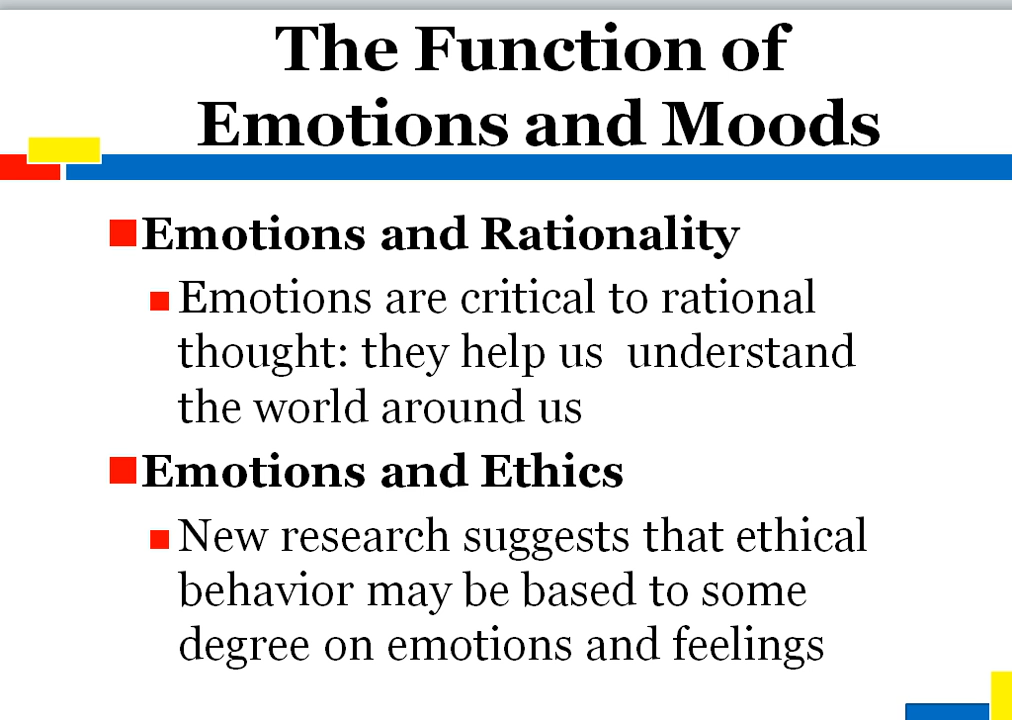 The Function of
Emotions and Moods
Emotions and Rationality
Emotions are critical to rational
thought: they help us  understand
the world around us
Emotions and Ethics
New research suggests that ethical
behavior may be based to some
degree on emotions and feelings